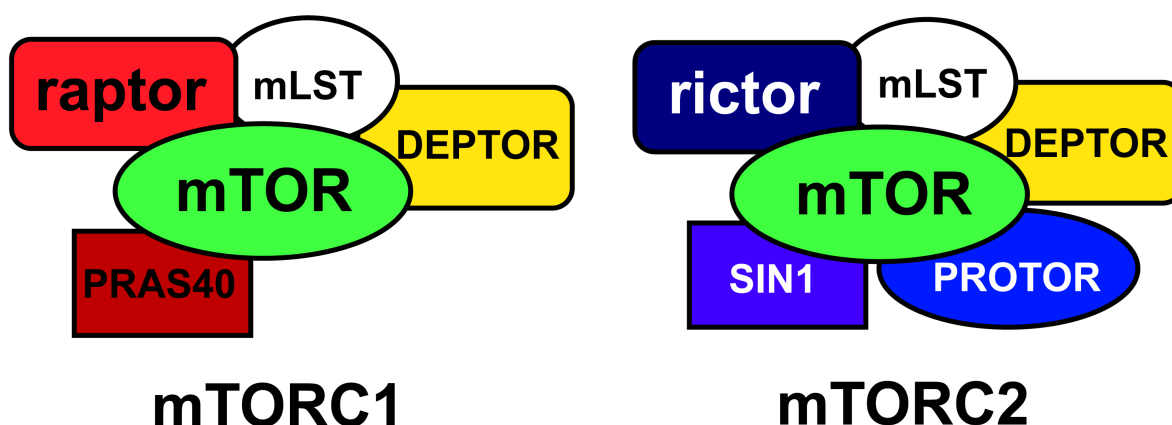 raptor
mLST
DEPTOR
mTOR
PRAS40
mTORC1
rictor
mLST
DEPTOR
mTOR
SIN1
PROTOR
mTORC2